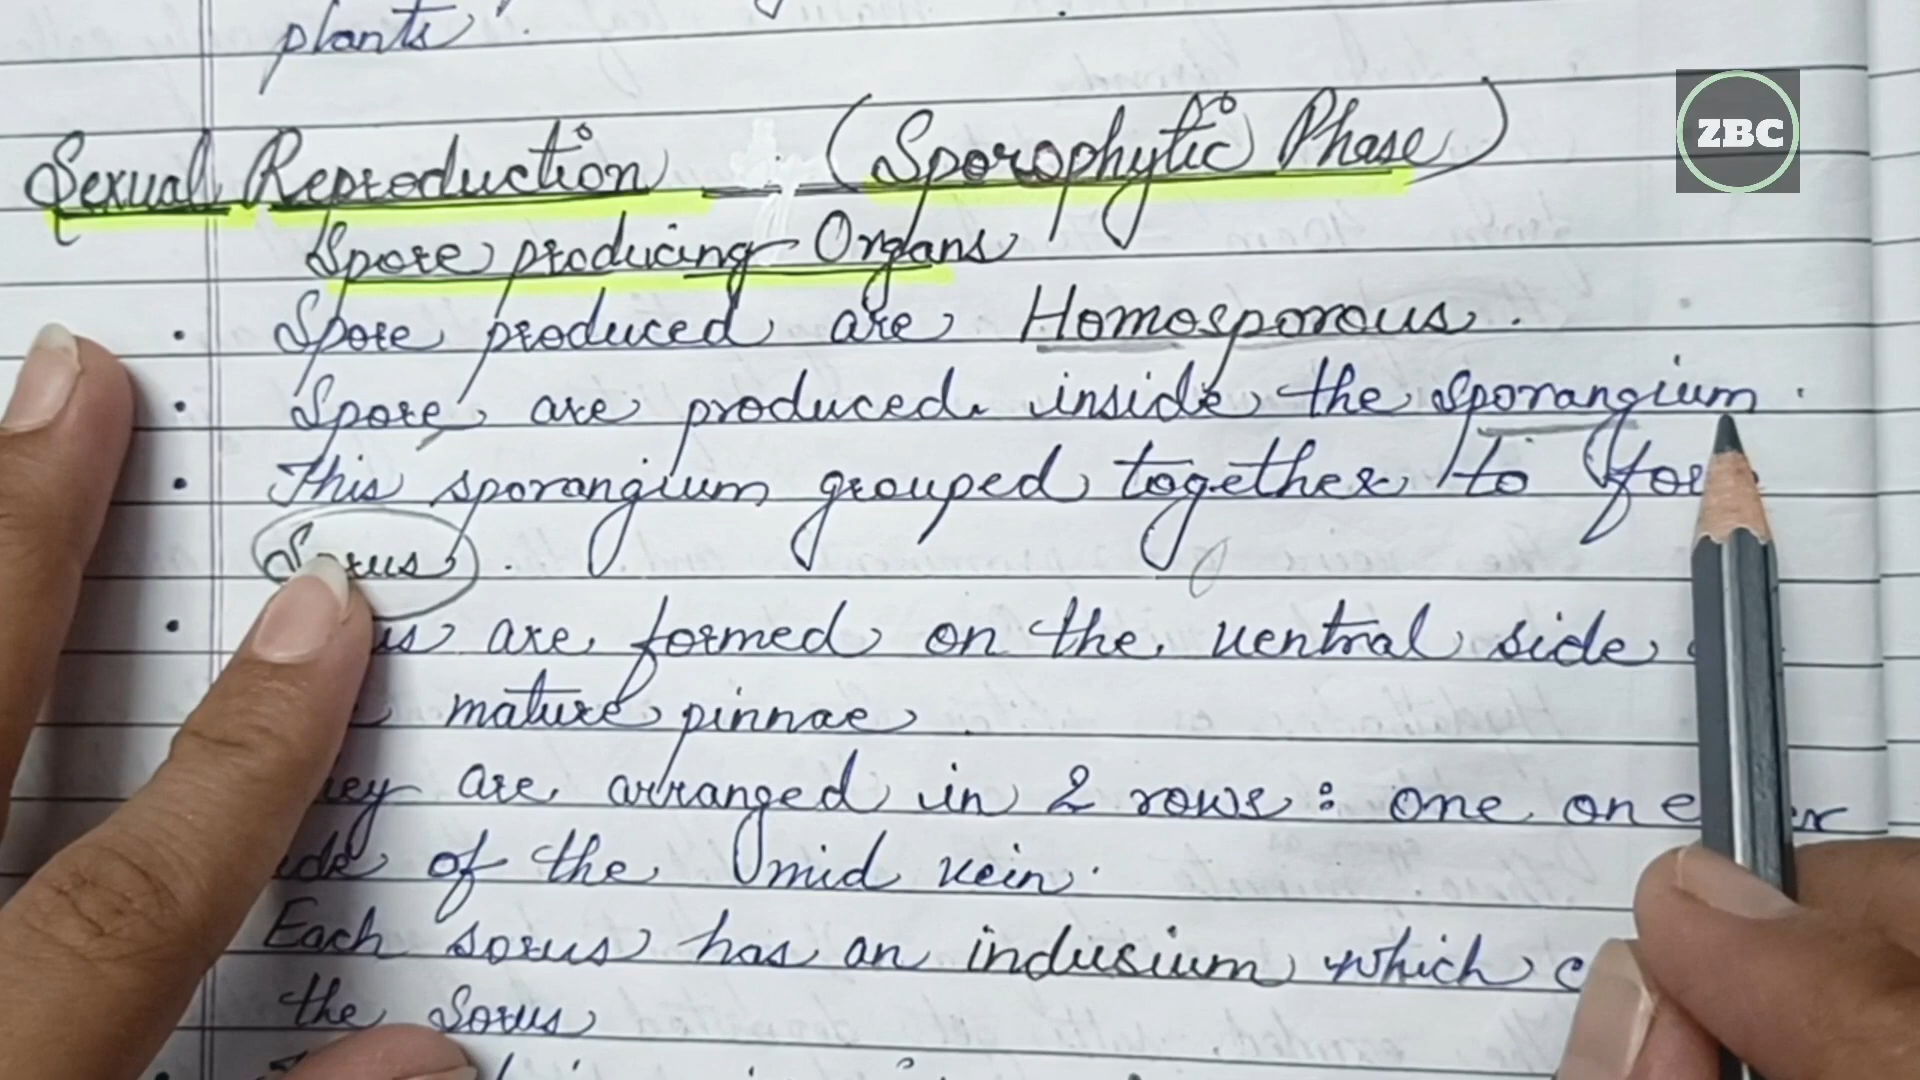 plants.
ZBC
Sexual Reproduction - (Sporophytic Phase)
Spore producing Organs
• Spore produced are Homosporous.
• Spore are produced inside the sporangium.
• This sporangium grouped together to
Sorus.
• are formed on the ventral side
mature pinnae
are arranged in 2 rows: one on
of the mid vein.
Each sorus has an indusium which
the Sorus